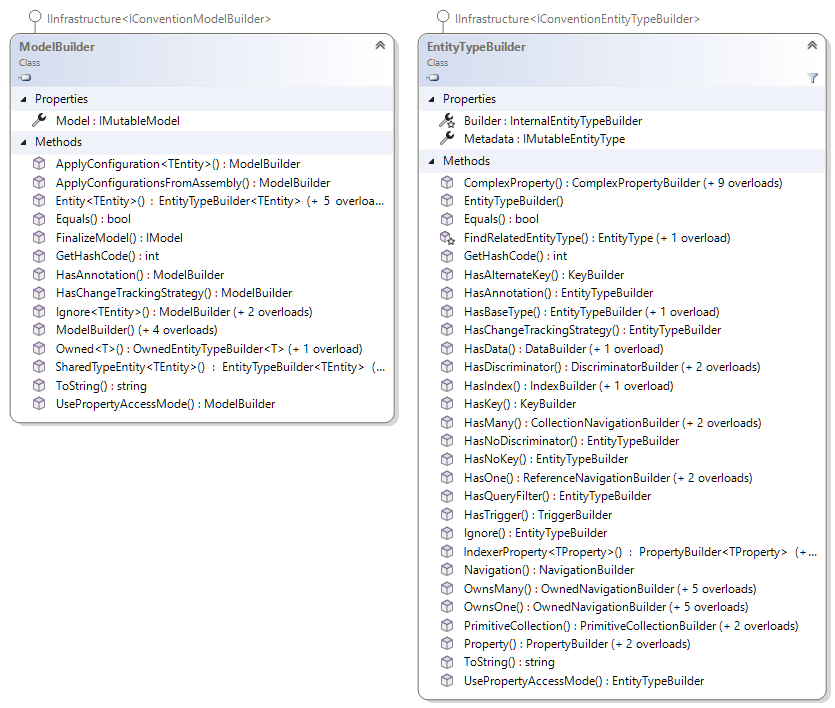 IInfrastructure<IConventionModelBuilder>
ModelBuilder
Class
Properties
Model : IMutableModel
Methods
ApplyConfiguration<TEntity>() : ModelBuilder
ApplyConfigurationsFromAssembly() : ModelBuilder
Entity<TEntity>() : EntityTypeBuilder<TEntity> (+ 5 overloa...
Equals() : bool
FinalizeModel() : IModel
GetHashCode() : int
HasAnnotation() : ModelBuilder
HasChangeTrackingStrategy() : ModelBuilder
Ignore<TEntity>() : ModelBuilder (+ 2 overloads)
ModelBuilder() (+ 4 overloads)
Owned<T>() : OwnedEntityTypeBuilder<T> (+ 1 overload)
SharedTypeEntity<TEntity>() : EntityTypeBuilder<TEntity> (...
ToString() : string
UsePropertyAccessMode() : ModelBuilder
IInfrastructure<IConventionEntityTypeBuilder>
EntityTypeBuilder
Class
Properties
Builder : InternalEntityTypeBuilder
Metadata : IMutableEntityType
Methods
ComplexProperty() : ComplexPropertyBuilder (+ 9 overloads)
EntityTypeBuilder()
Equals() : bool
FindRelatedEntityType() : EntityType (+ 1 overload)
GetHashCode() : int
HasAlternateKey() : KeyBuilder
HasAnnotation() : EntityTypeBuilder
HasBaseType() : EntityTypeBuilder (+ 1 overload)
HasChangeTrackingStrategy() : EntityTypeBuilder
HasData() : DataBuilder (+ 1 overload)
HasDiscriminator() : DiscriminatorBuilder (+ 2 overloads)
HasIndex() : IndexBuilder (+ 1 overload)
HasKey() : KeyBuilder
HasMany() : CollectionNavigationBuilder (+ 2 overloads)
HasNoDiscriminator() : EntityTypeBuilder
HasNoKey() : EntityTypeBuilder
HasOne() : ReferenceNavigationBuilder (+ 2 overloads)
HasQueryFilter() : EntityTypeBuilder
HasTrigger() : TriggerBuilder
Ignore() : EntityTypeBuilder
IndexerProperty<TProperty>() : PropertyBuilder<TProperty> (+...
Navigation() : NavigationBuilder
OwnsMany() : OwnedNavigationBuilder (+ 5 overloads)
OwnsOne() : OwnedNavigationBuilder (+ 5 overloads)
PrimitiveCollection() : PrimitiveCollectionBuilder (+ 2 overloads)
Property() : PropertyBuilder (+ 2 overloads)
ToString() : string
UsePropertyAccessMode() : EntityTypeBuilder